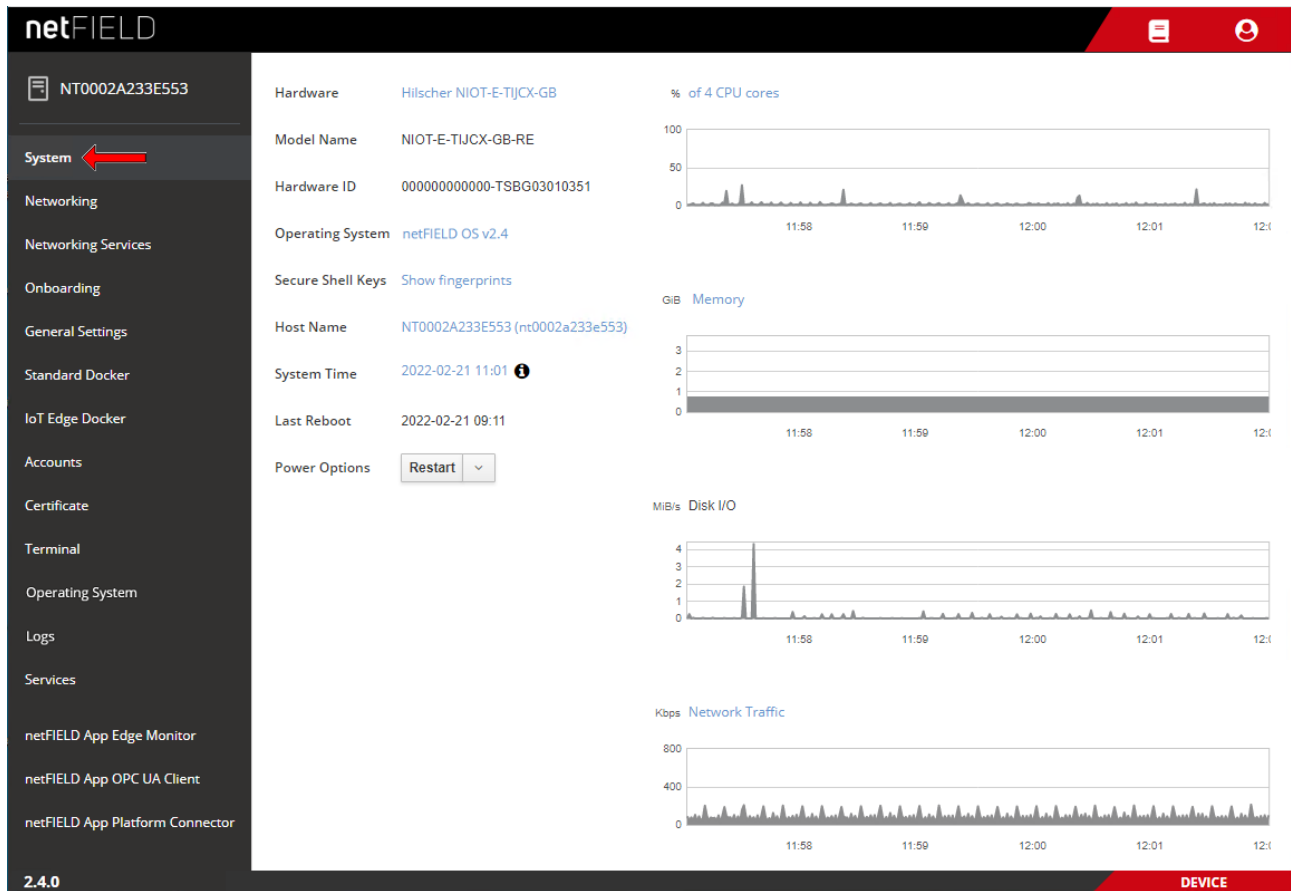 netFIELD
NT0002A233E553
System
Networking
Networking Services
Onboarding
General Settings
Standard Docker
IoT Edge Docker
Accounts
Certificate
Terminal
Operating System
Logs
Services
netFIELD App Edge Monitor
netFIELD App OPC UA Client
netFIELD App Platform Connector
2.4.0
Hardware Hilscher NIOT-E-TIJCX-GB
Model Name NIOT-E-TIJCX-GB-RE
Hardware ID 000000000000-TSBG03010351
Operating System netFIELD OS v2.4
Secure Shell Keys Show fingerprints
Host Name NT0002A233E553 (nt0002a233e553)
System Time 2022-02-21 11:01
Last Reboot 2022-02-21 09:11
Power Options Restart
% of 4 CPU cores
100
50
0
11:58 11:59 12:00 12:01
GiB Memory
3
2
1
0
11:58 11:59 12:00 12:01
MiB/s Disk I/O
4
3
2
1
0
11:58 11:59 12:00 12:01
Kbps Network Traffic
800
400
0
11:58 11:59 12:00 12:01
DEVICE